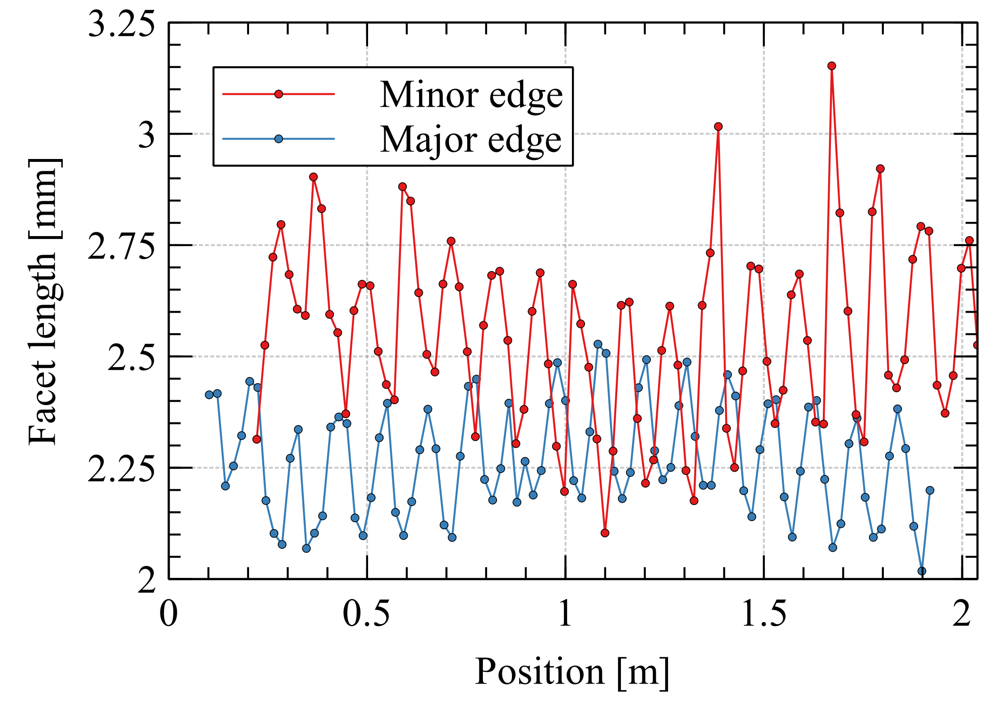 3.25
3
2.75
2.5
2.25
2
0
0.5
1
1.5
2
Facet length [mm]
Position [m]
Minor edge
Major edge